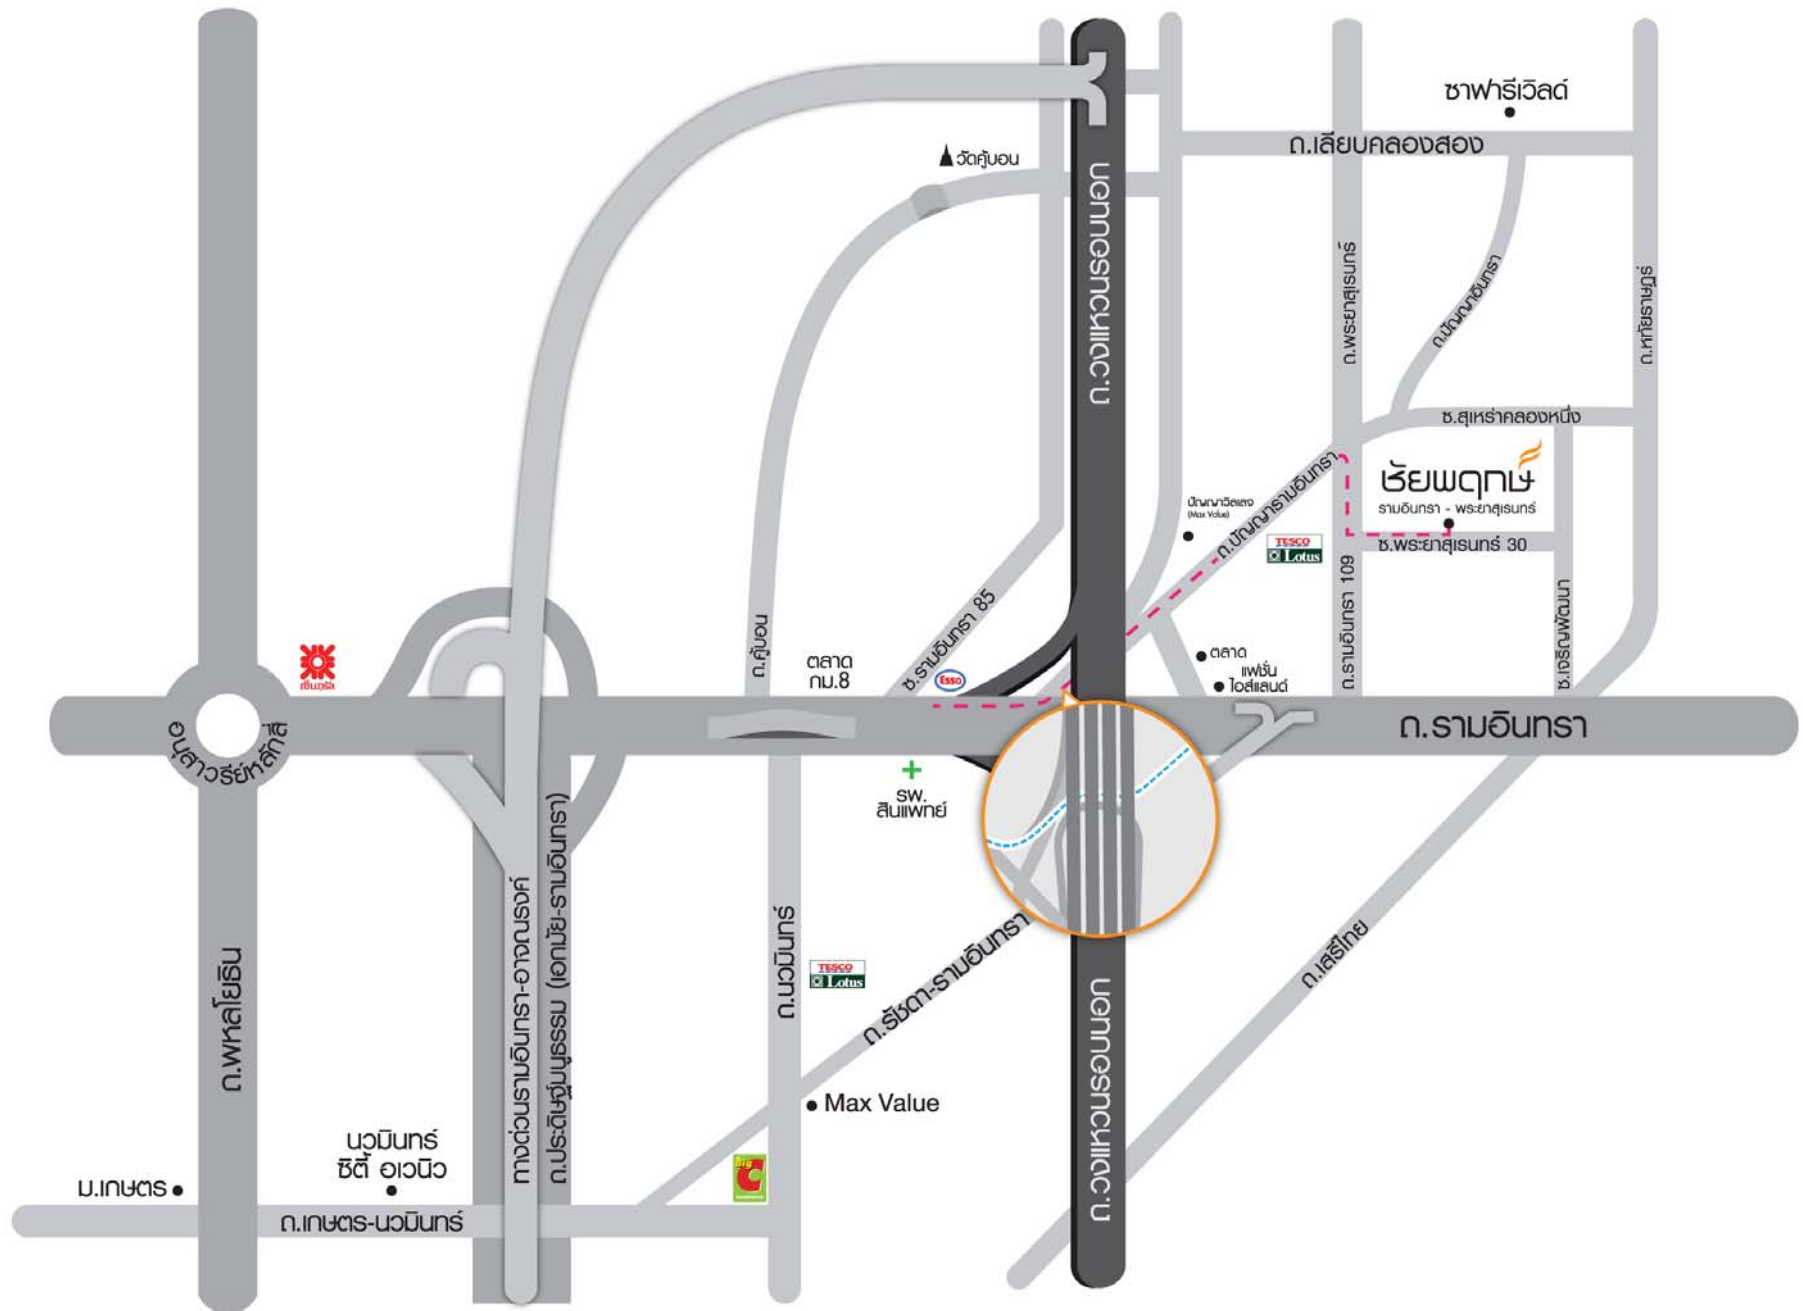 ซาฟารีเวิลด์
ถ.เลียบคลองสอง
วัดคู้บอน
ถ.วงแหวนรอบนอก
ถ.พระยาสุเรนทร์
ถ.ปัญญาอินทรา
ถ.หทัยราษฎร์
ซ.สุเหร่าคลองหนึ่ง
ชัยพฤกษ์
รามอินทรา - พระยาสุเรนทร์
ซ.พระยาสุเรนทร์ 30
ปัญญาวิลเลจ
(Max Value)
ถ.ปัญญารามอินทรา
TESCO
Lotus
ถ.รามอินทรา 109
ซ.เจริญพัฒนา
ซ.รามอินทรา 85
ถ.คู้บอน
ตลาด
กม.8
Esso
ตลาด
แฟชั่น
ไอส์แลนด์
เซ็นทรัล
อนุสาวรีย์หลักสี่
ถ.รามอินทรา
รพ.
สินแพทย์
ทางด่วนรามอินทรา-อาจณรงค์
ถ.ประดิษฐ์มนูธรรม (เอกมัย-รามอินทรา)
ถ.พหลโยธิน
ถ.นวมินทร์
TESCO
Lotus
ถ.รัชดา-รามอินทรา
ถ.เสรีไทย
ถ.วงแหวนรอบนอก
Max Value
Big
C
นวมินทร์
ซิตี้ อเวนิว
ม.เกษตร
ถ.เกษตร-นวมินทร์